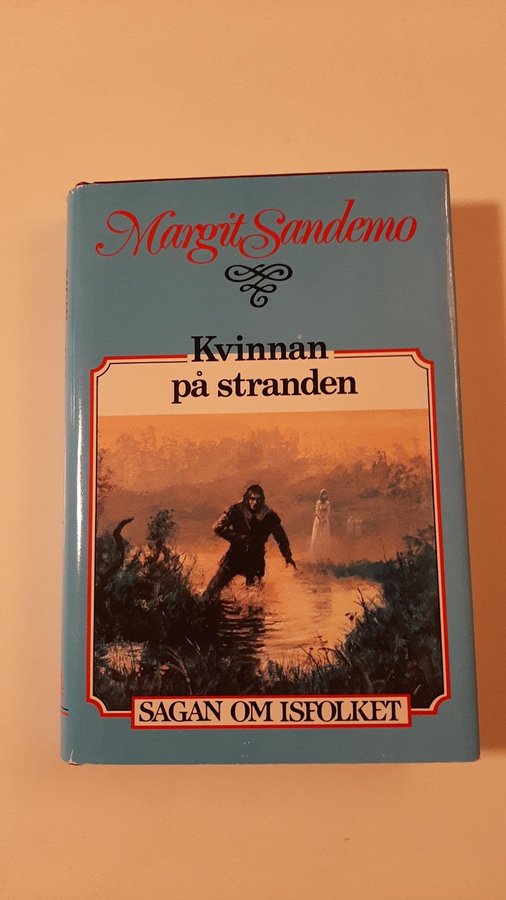 Margit Sandemo
Kvinnan
på stranden
SAGAN OM ISFOLKET